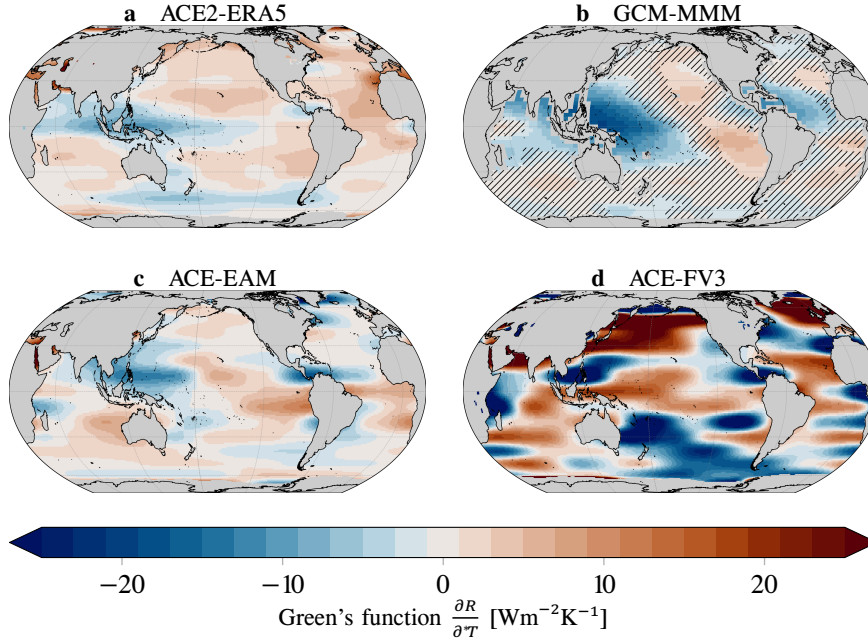 a ACE2-ERA5
b GCM-MMM
c ACE-EAM
d ACE-FV3
−20 −10 0 10 20
Green's function ∂R/∂*T [Wm⁻²K⁻¹]